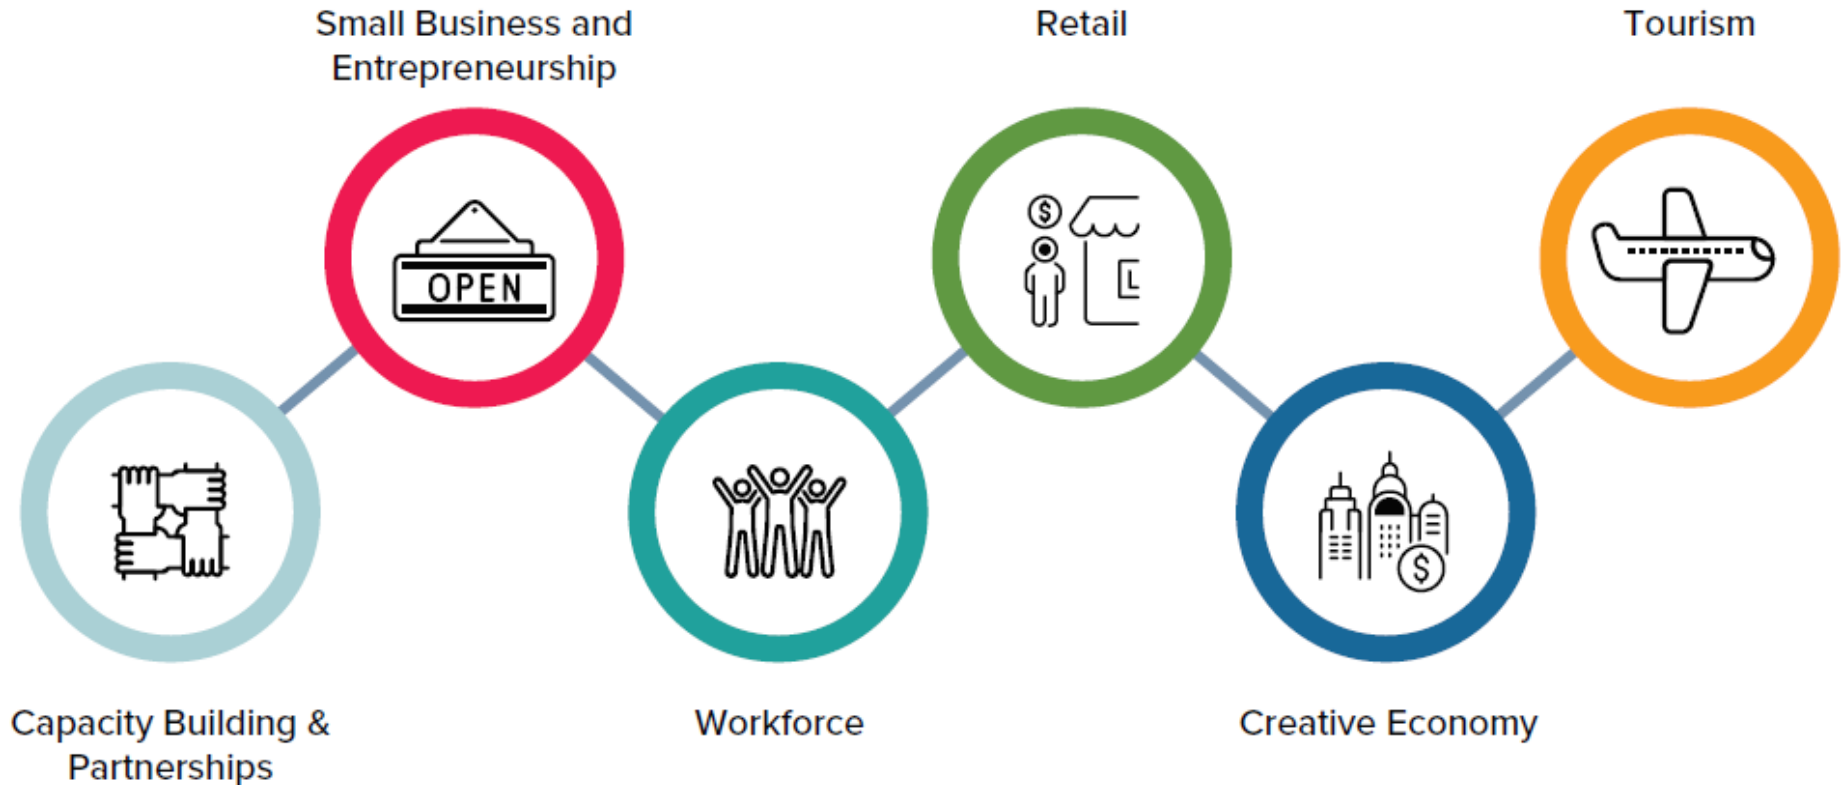 Small Business and
Entrepreneurship
Retail
Tourism
$
OPEN
$
Capacity Building &
Partnerships
Workforce
Creative Economy